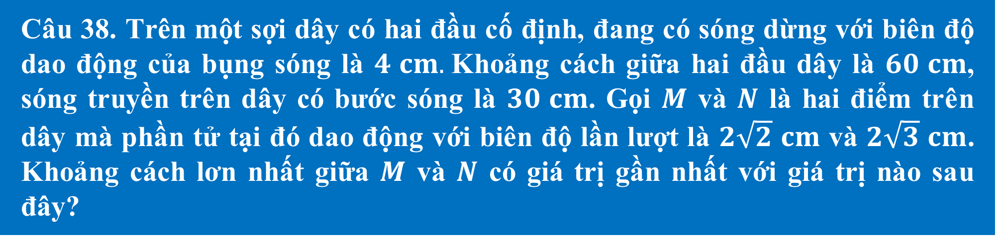 Câu 38. Trên một sợi dây có hai đầu cố định, đang có sóng dừng với biên độ
dao động của bụng sóng là 4 cm. Khoảng cách giữa hai đầu dây là 60 cm,
sóng truyền trên dây có bước sóng là 30 cm. Gọi M và N là hai điểm trên
dây mà phần tử tại đó dao động với biên độ lần lượt là 2√2 cm và 2√3 cm.
Khoảng cách lơn nhất giữa M và N có giá trị gần nhất với giá trị nào sau
đây?